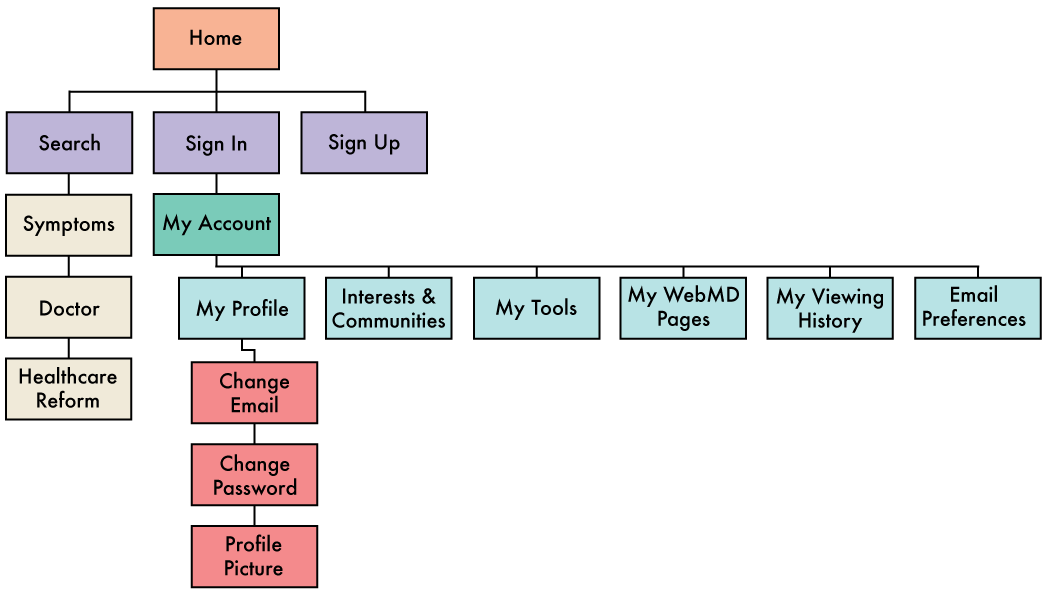 Home
Search
Sign In
Sign Up
Symptoms
My Account
Doctor
Healthcare
Reform
My Profile
Interests &
Communities
My Tools
My WebMD
Pages
My Viewing
History
Email
Preferences
Change
Email
Change
Password
Profile
Picture